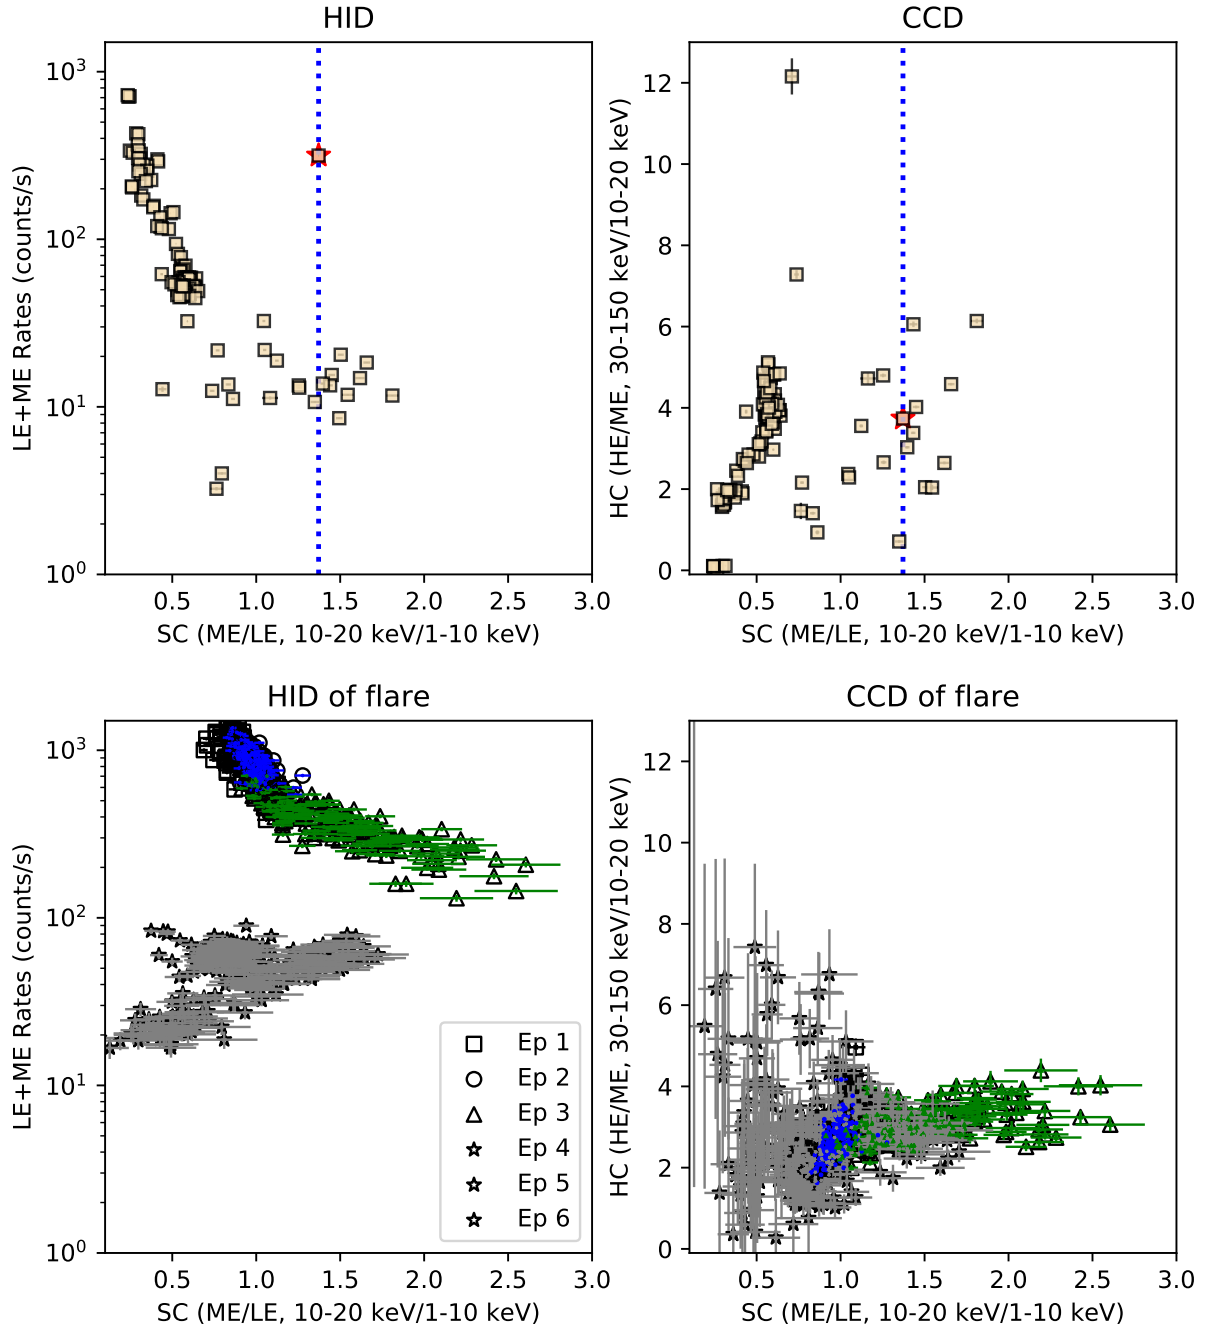 HID
LE+ME Rates (counts/s)
10³
10²
10¹
10⁰
0.5 1.0 1.5 2.0 2.5 3.0
SC (ME/LE, 10-20 keV/1-10 keV)
CCD
HC (HE/ME, 30-150 keV/10-20 keV)
12
10
8
6
4
2
0
0.5 1.0 1.5 2.0 2.5 3.0
SC (ME/LE, 10-20 keV/1-10 keV)
HID of flare
LE+ME Rates (counts/s)
10³
10²
10¹
10⁰
Ep 1
Ep 2
Ep 3
Ep 4
Ep 5
Ep 6
0.5 1.0 1.5 2.0 2.5 3.0
SC (ME/LE, 10-20 keV/1-10 keV)
CCD of flare
HC (HE/ME, 30-150 keV/10-20 keV)
12
10
8
6
4
2
0
0.5 1.0 1.5 2.0 2.5 3.0
SC (ME/LE, 10-20 keV/1-10 keV)